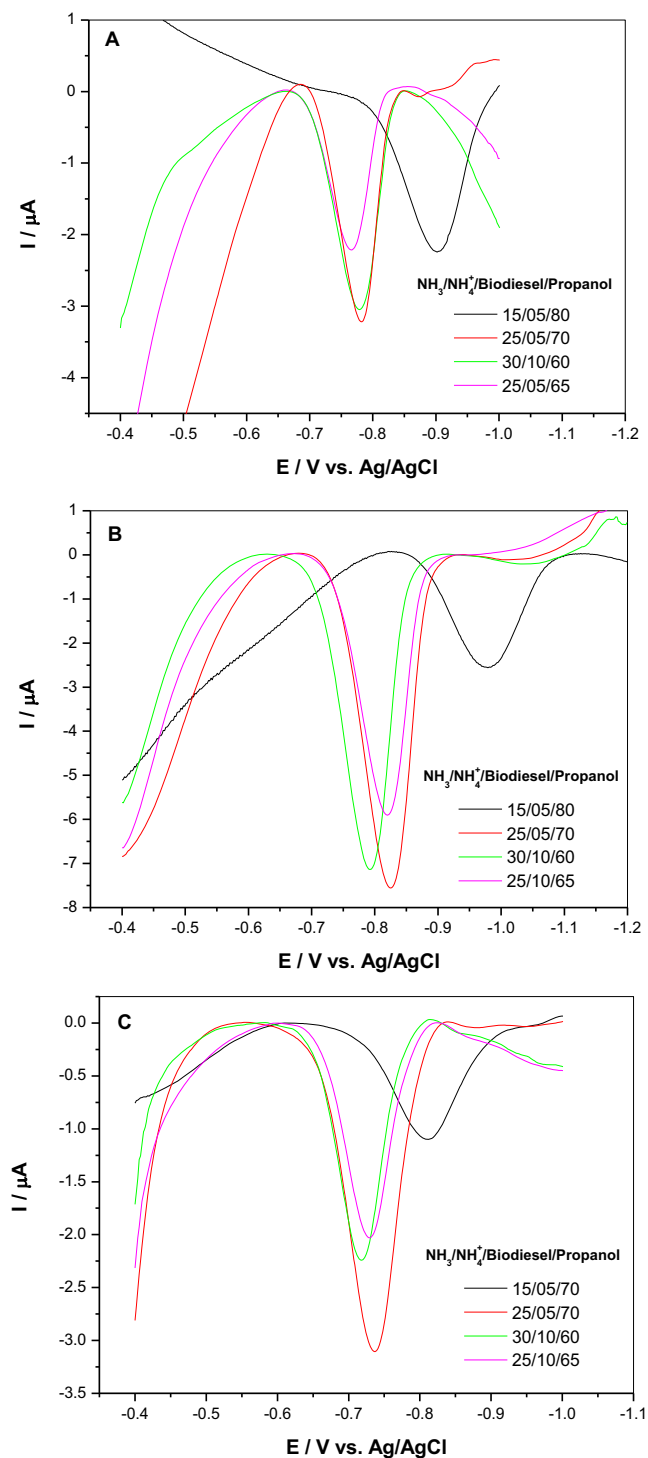 A
1
0
-1
-2
-3
-4
I / μA
NH₃/NH₄⁺/Biodiesel/Propanol
15/05/80
25/05/70
30/10/60
25/05/65
-0.4 -0.5 -0.6 -0.7 -0.8 -0.9 -1.0 -1.1 -1.2
E / V vs. Ag/AgCl
B
1
0
-1
-2
-3
-4
-5
-6
-7
-8
I / μA
NH₃/NH₄⁺/Biodiesel/Propanol
15/05/80
25/05/70
30/10/60
25/10/65
-0.4 -0.5 -0.6 -0.7 -0.8 -0.9 -1.0 -1.1 -1.2
E / V vs. Ag/AgCl
C
0.0
-0.5
-1.0
-1.5
-2.0
-2.5
-3.0
-3.5
I / μA
NH₃/NH₄⁺/Biodiesel/Propanol
15/05/70
25/05/70
30/10/60
25/10/65
-0.4 -0.5 -0.6 -0.7 -0.8 -0.9 -1.0 -1.1
E / V vs. Ag/AgCl